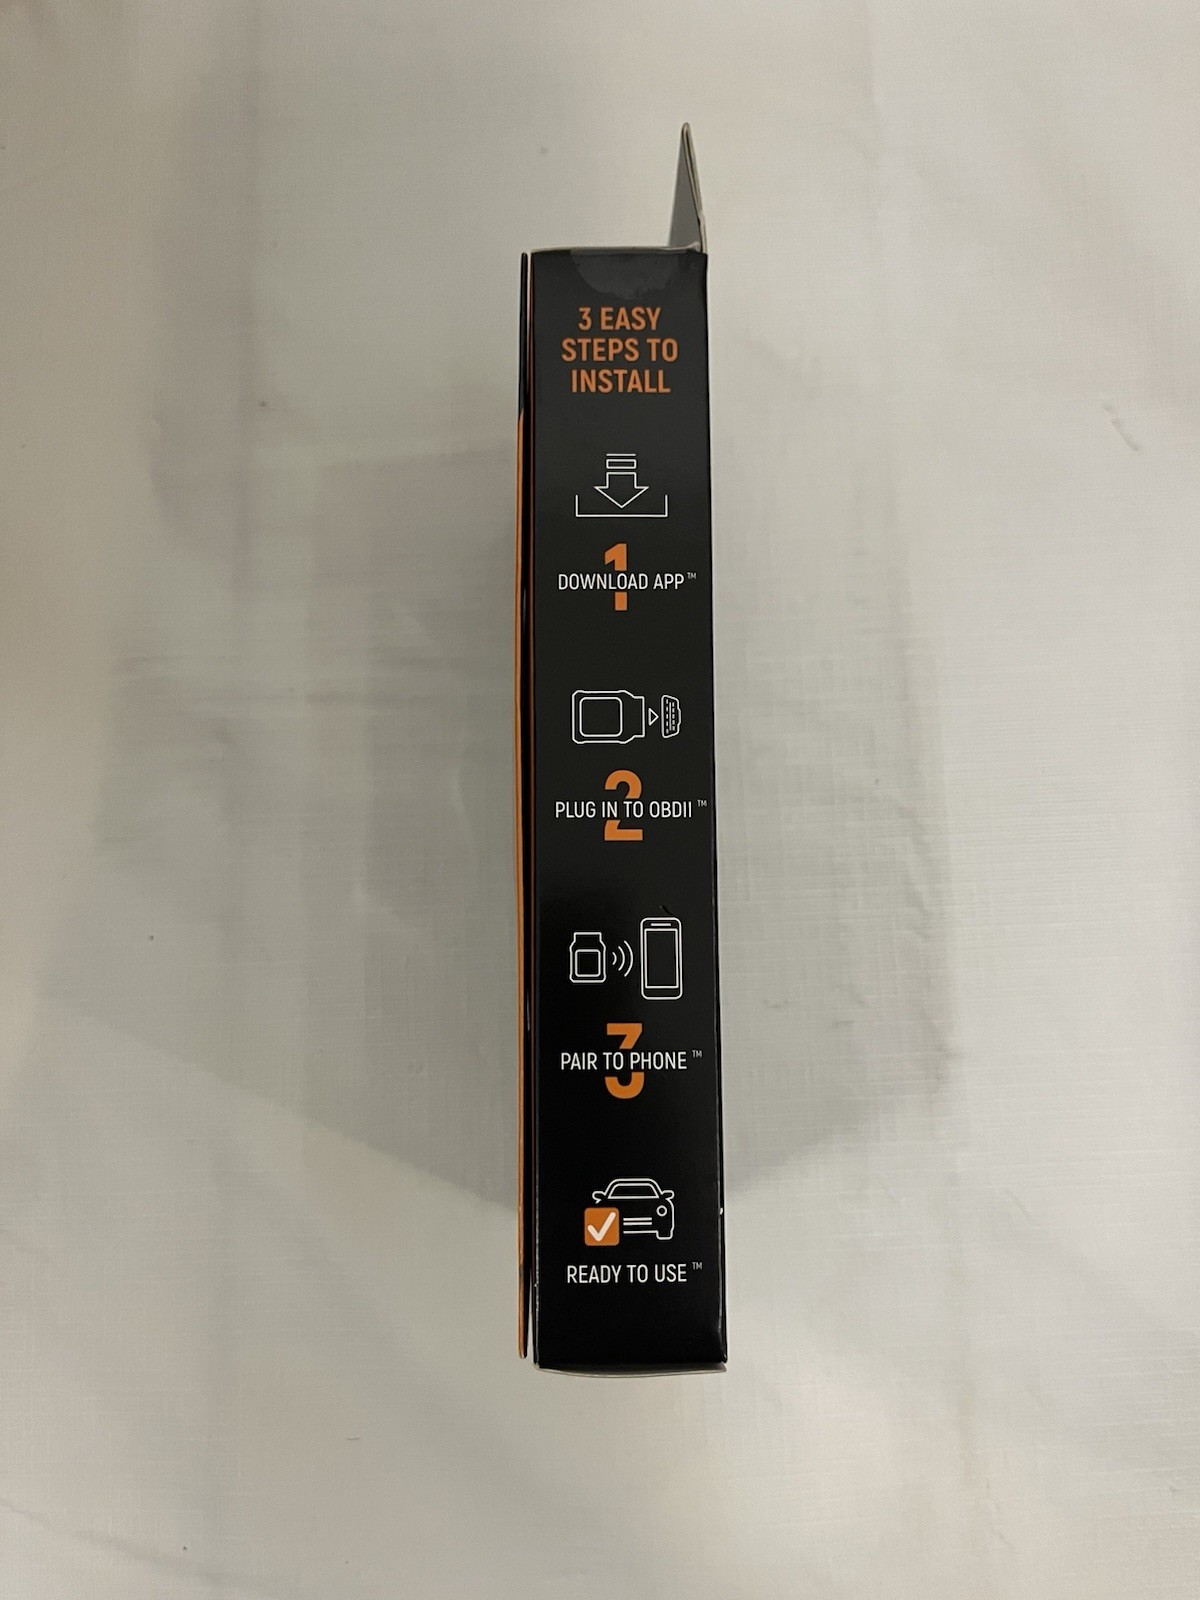 3 EASY
STEPS TO
INSTALL
1
DOWNLOAD APP™
2
PLUG IN TO OBDII™
3
PAIR TO PHONE™
READY TO USE™